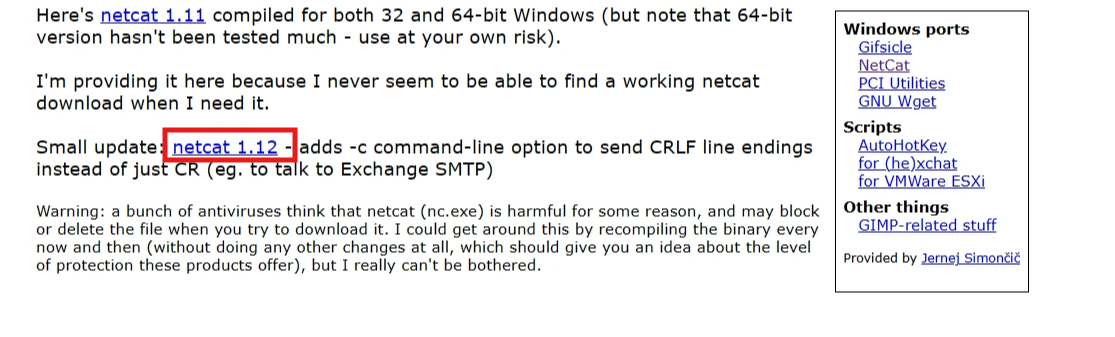 Here's netcat 1.11 compiled for both 32 and 64-bit Windows (but note that 64-bit
version hasn't been tested much - use at your own risk).
I'm providing it here because I never seem to be able to find a working netcat
download when I need it.
Small update: netcat 1.12 - adds -c command-line option to send CRLF line endings
instead of just CR (eg. to talk to Exchange SMTP)
Warning: a bunch of antiviruses think that netcat (nc.exe) is harmful for some reason, and may block
or delete the file when you try to download it. I could get around this by recompiling the binary every
now and then (without doing any other changes at all, which should give you an idea about the level
of protection these products offer), but I really can't be bothered.
Windows ports
Gifsicle
NetCat
PCI Utilities
GNU Wget
Scripts
AutoHotKey
for (he)xchat
for VMWare ESXi
Other things
GIMP-related stuff
Provided by Jernej Simončič